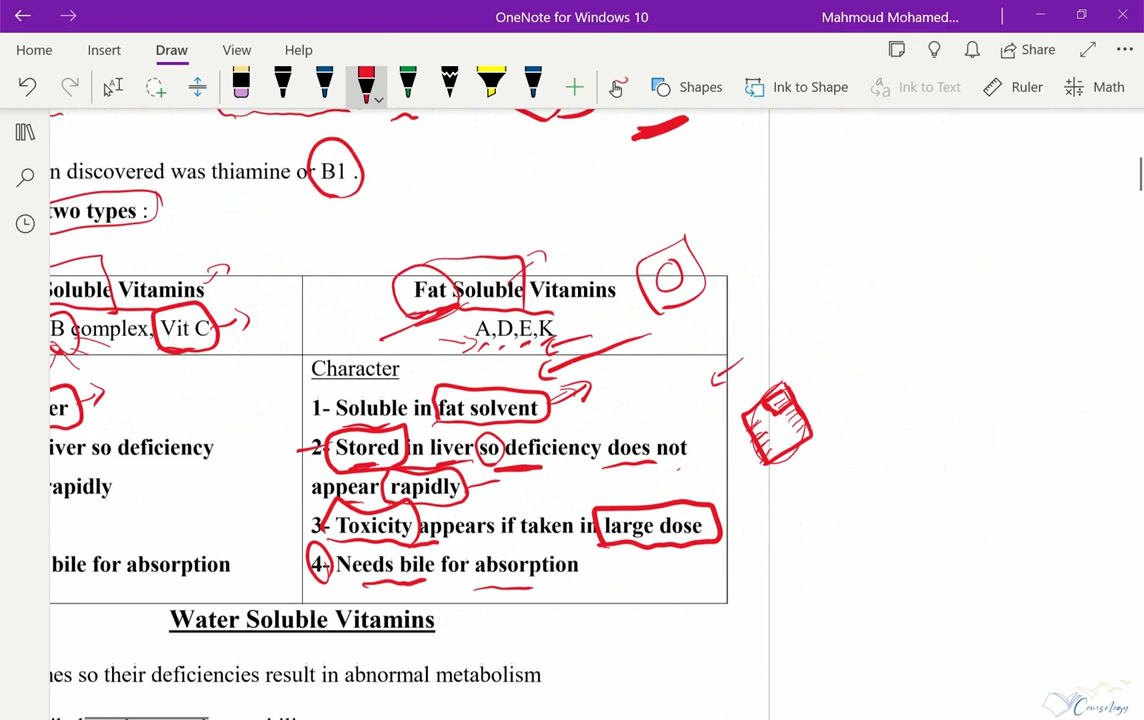 OneNote for Windows 10
Mahmoud Mohamed...
Home Insert Draw View Help
Share
Shapes Ink to Shape Ink to Text Ruler Math
n discovered was thiamine or B1 .
two types :
Soluble Vitamins
B complex, Vit C
er
iver so deficiency
rapidly
bile for absorption
Fat Soluble Vitamins
A,D,E,K
Character
1- Soluble in fat solvent
2- Stored in liver so deficiency does not
appear rapidly
3- Toxicity appears if taken in large dose
4- Needs bile for absorption
Water Soluble Vitamins
nes so their deficiencies result in abnormal metabolism
Coursology